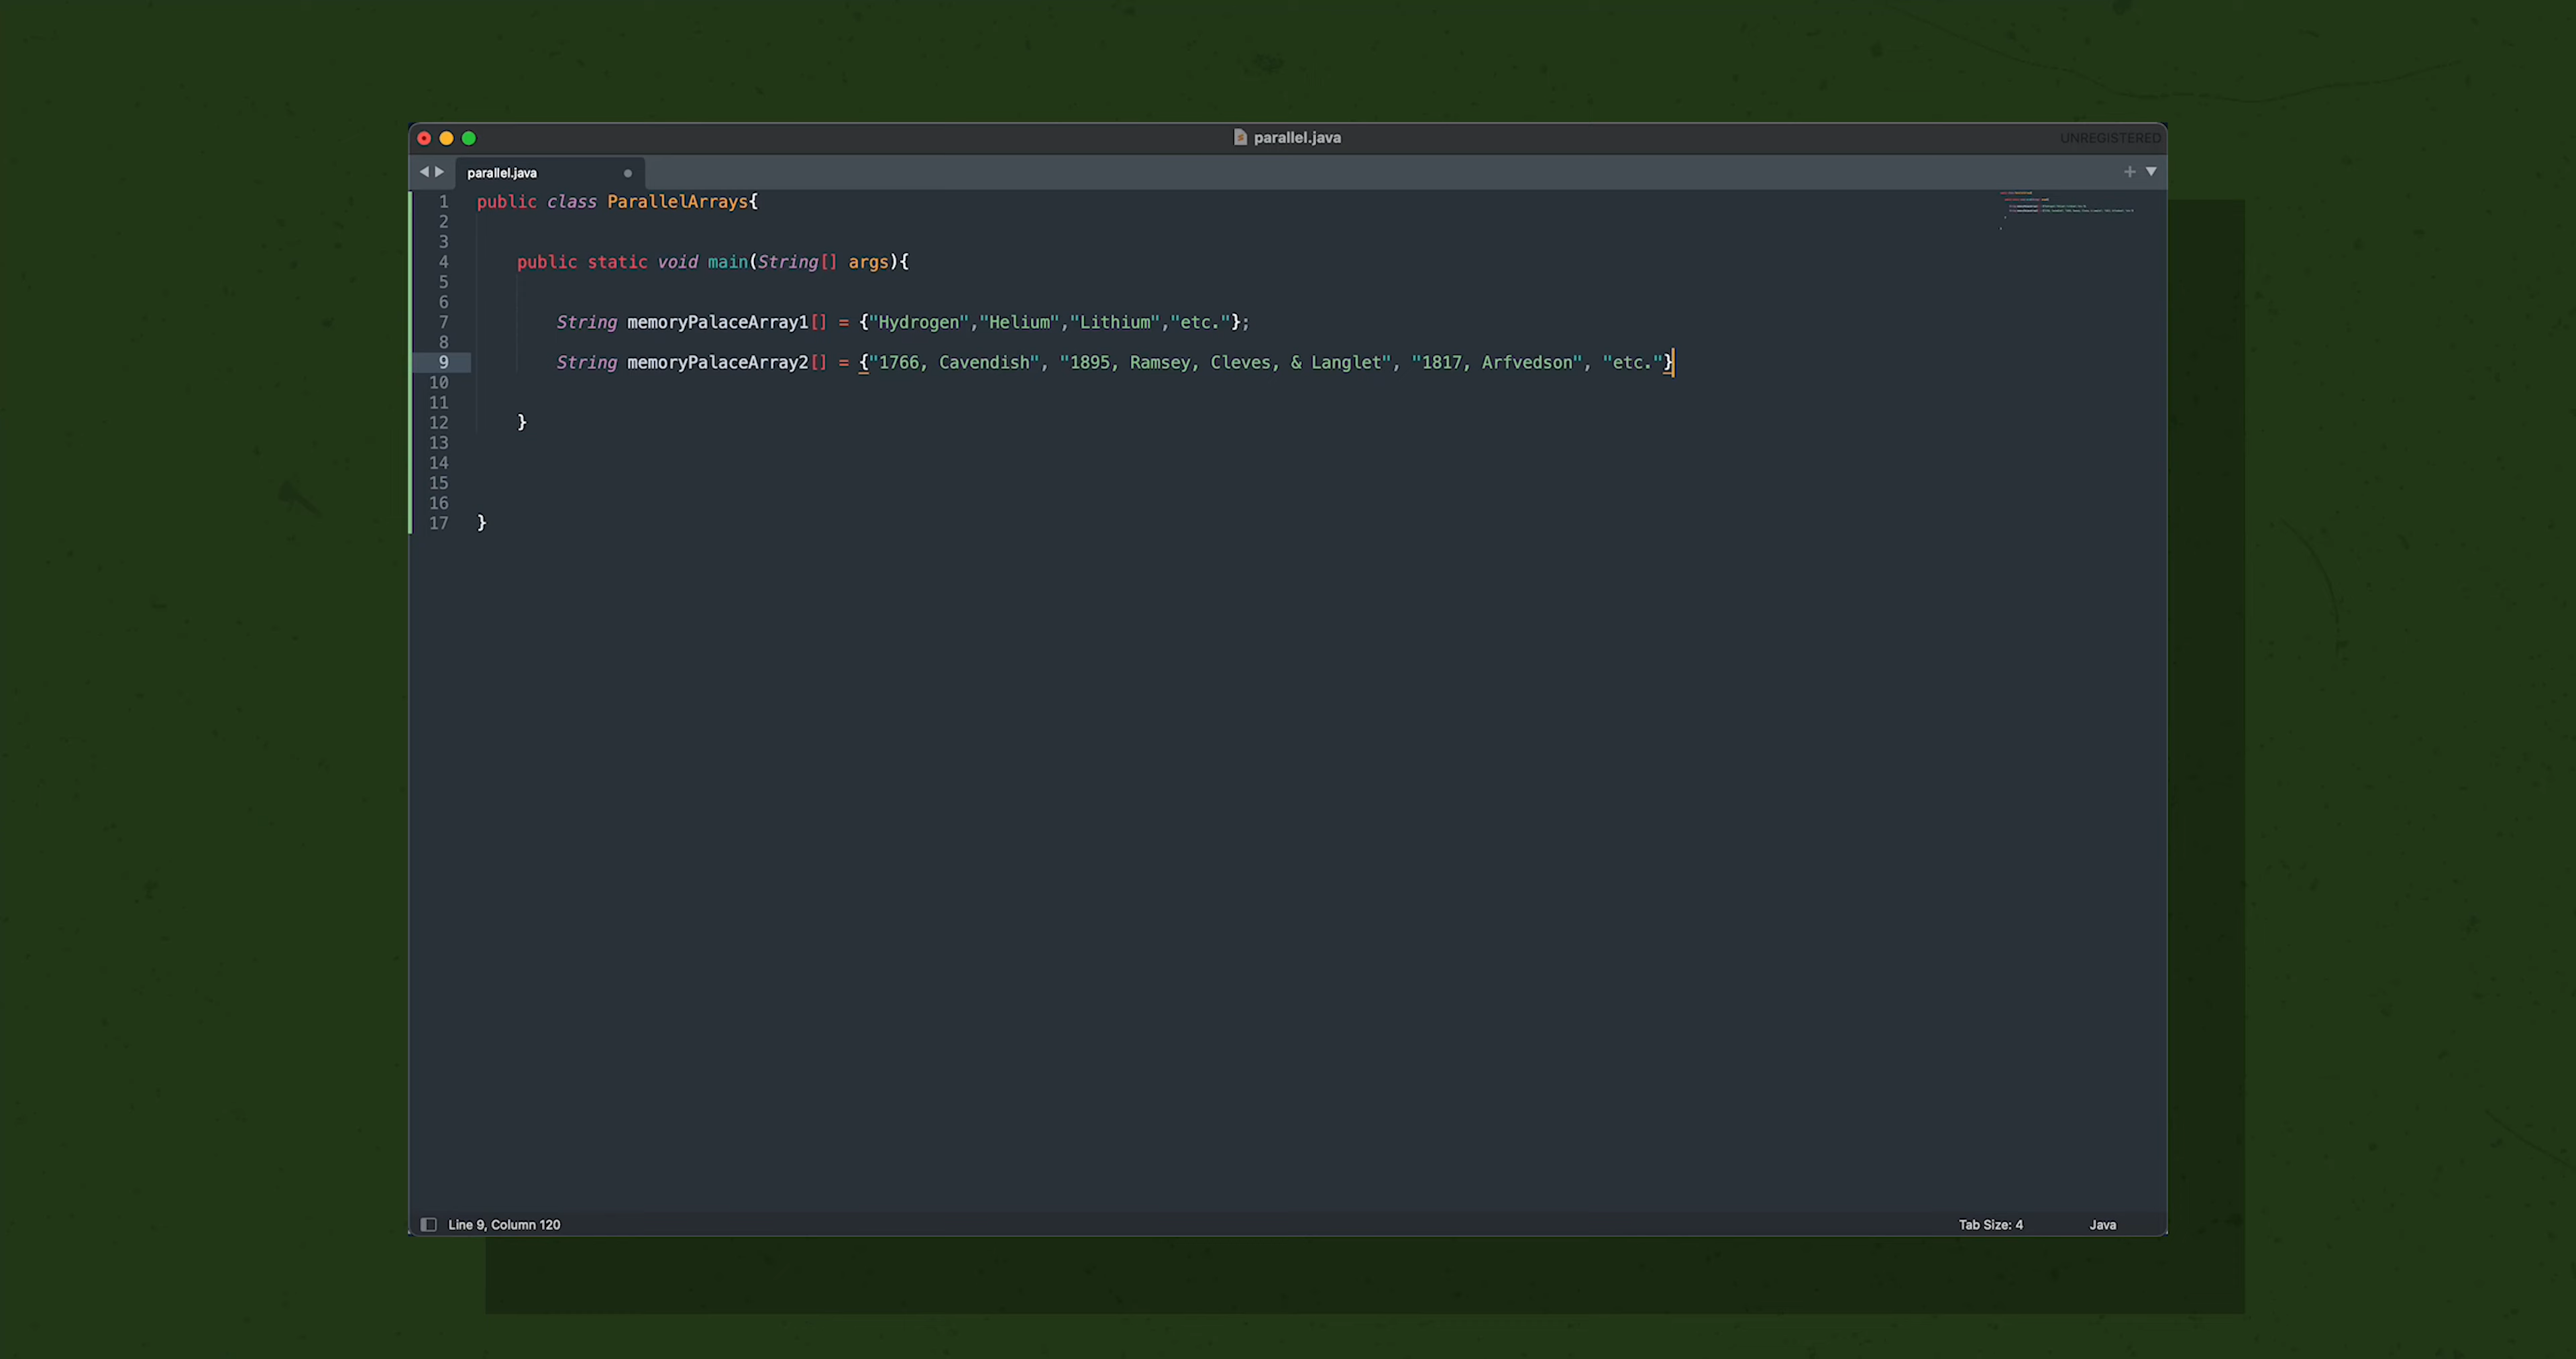 parallel.java
UNREGISTERED
parallel.java
1 public class ParallelArrays{
2
3
4 public static void main(String[] args){
5
6
7 String memoryPalaceArray1[] = {"Hydrogen","Helium","Lithium","etc."};
8
9 String memoryPalaceArray2[] = {"1766, Cavendish", "1895, Ramsey, Cleves, & Langlet", "1817, Arfvedson", "etc."}
10
11
12 }
13
14
15
16
17 }
Line 9, Column 120
Tab Size: 4
Java